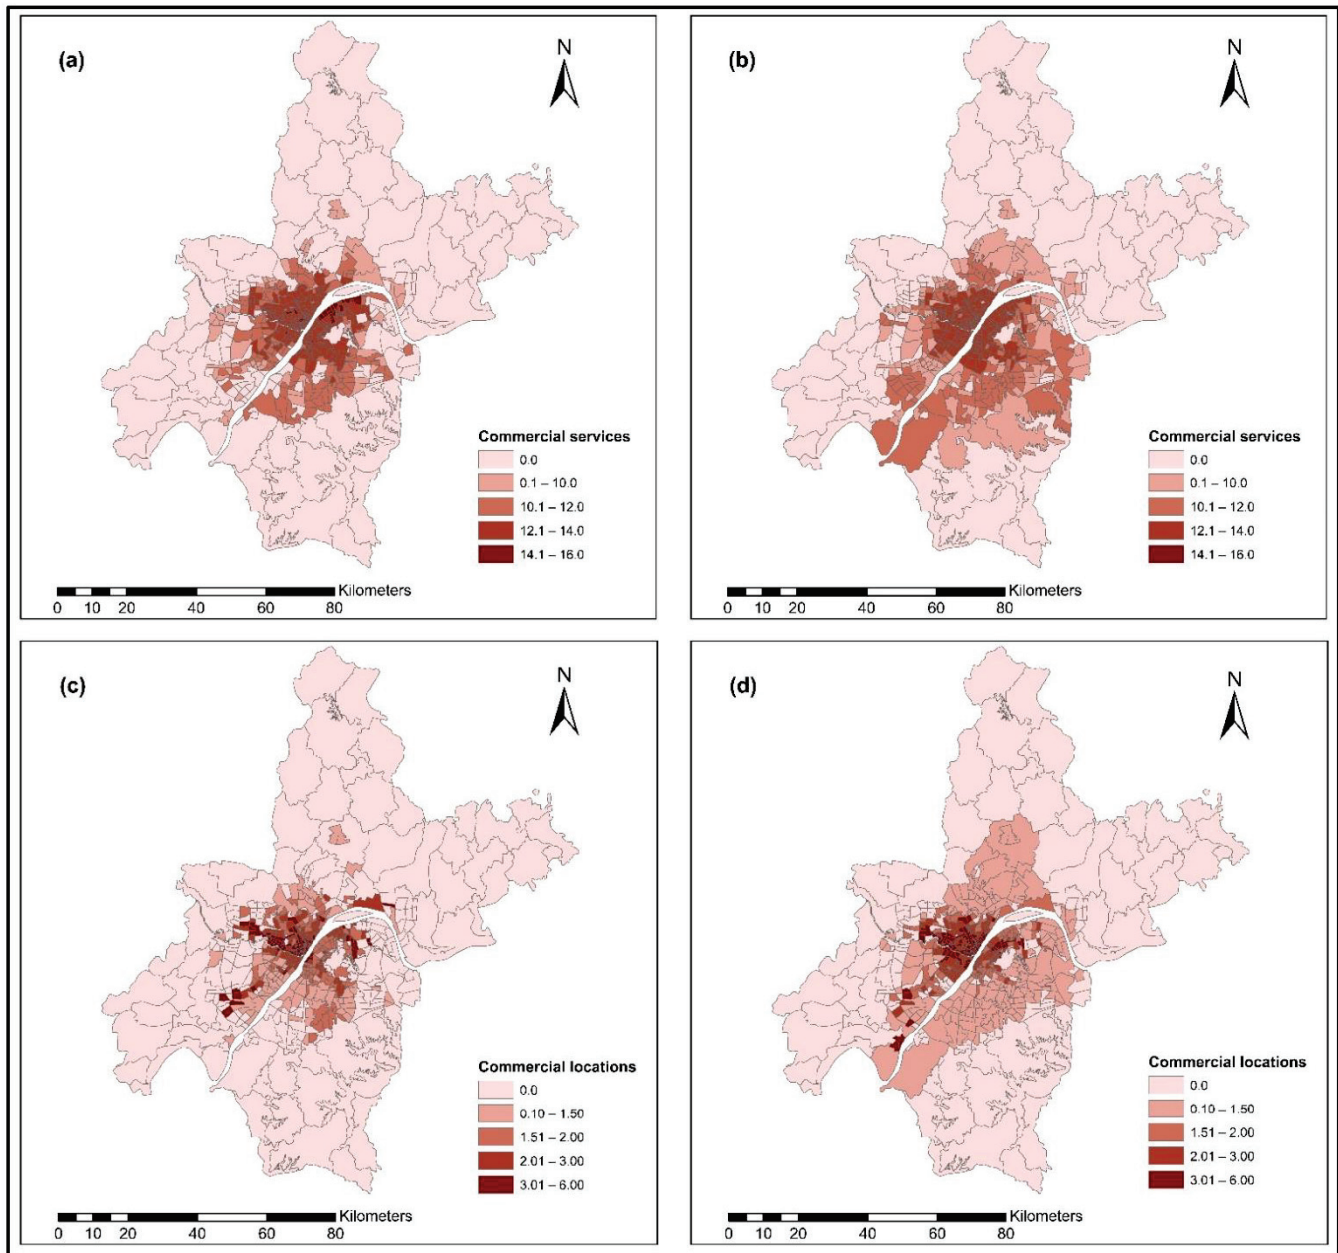 (a)
N
Commercial services
0.0
0.1 – 10.0
10.1 – 12.0
12.1 – 14.0
14.1 – 16.0
Kilometers
0 10 20 40 60 80
(b)
N
Commercial services
0.0
0.1 – 10.0
10.1 – 12.0
12.1 – 14.0
14.1 – 16.0
Kilometers
0 10 20 40 60 80
(c)
N
Commercial locations
0.0
0.10 – 1.50
1.51 – 2.00
2.01 – 3.00
3.01 – 6.00
Kilometers
0 10 20 40 60 80
(d)
N
Commercial locations
0.0
0.10 – 1.50
1.51 – 2.00
2.01 – 3.00
3.01 – 6.00
Kilometers
0 10 20 40 60 80